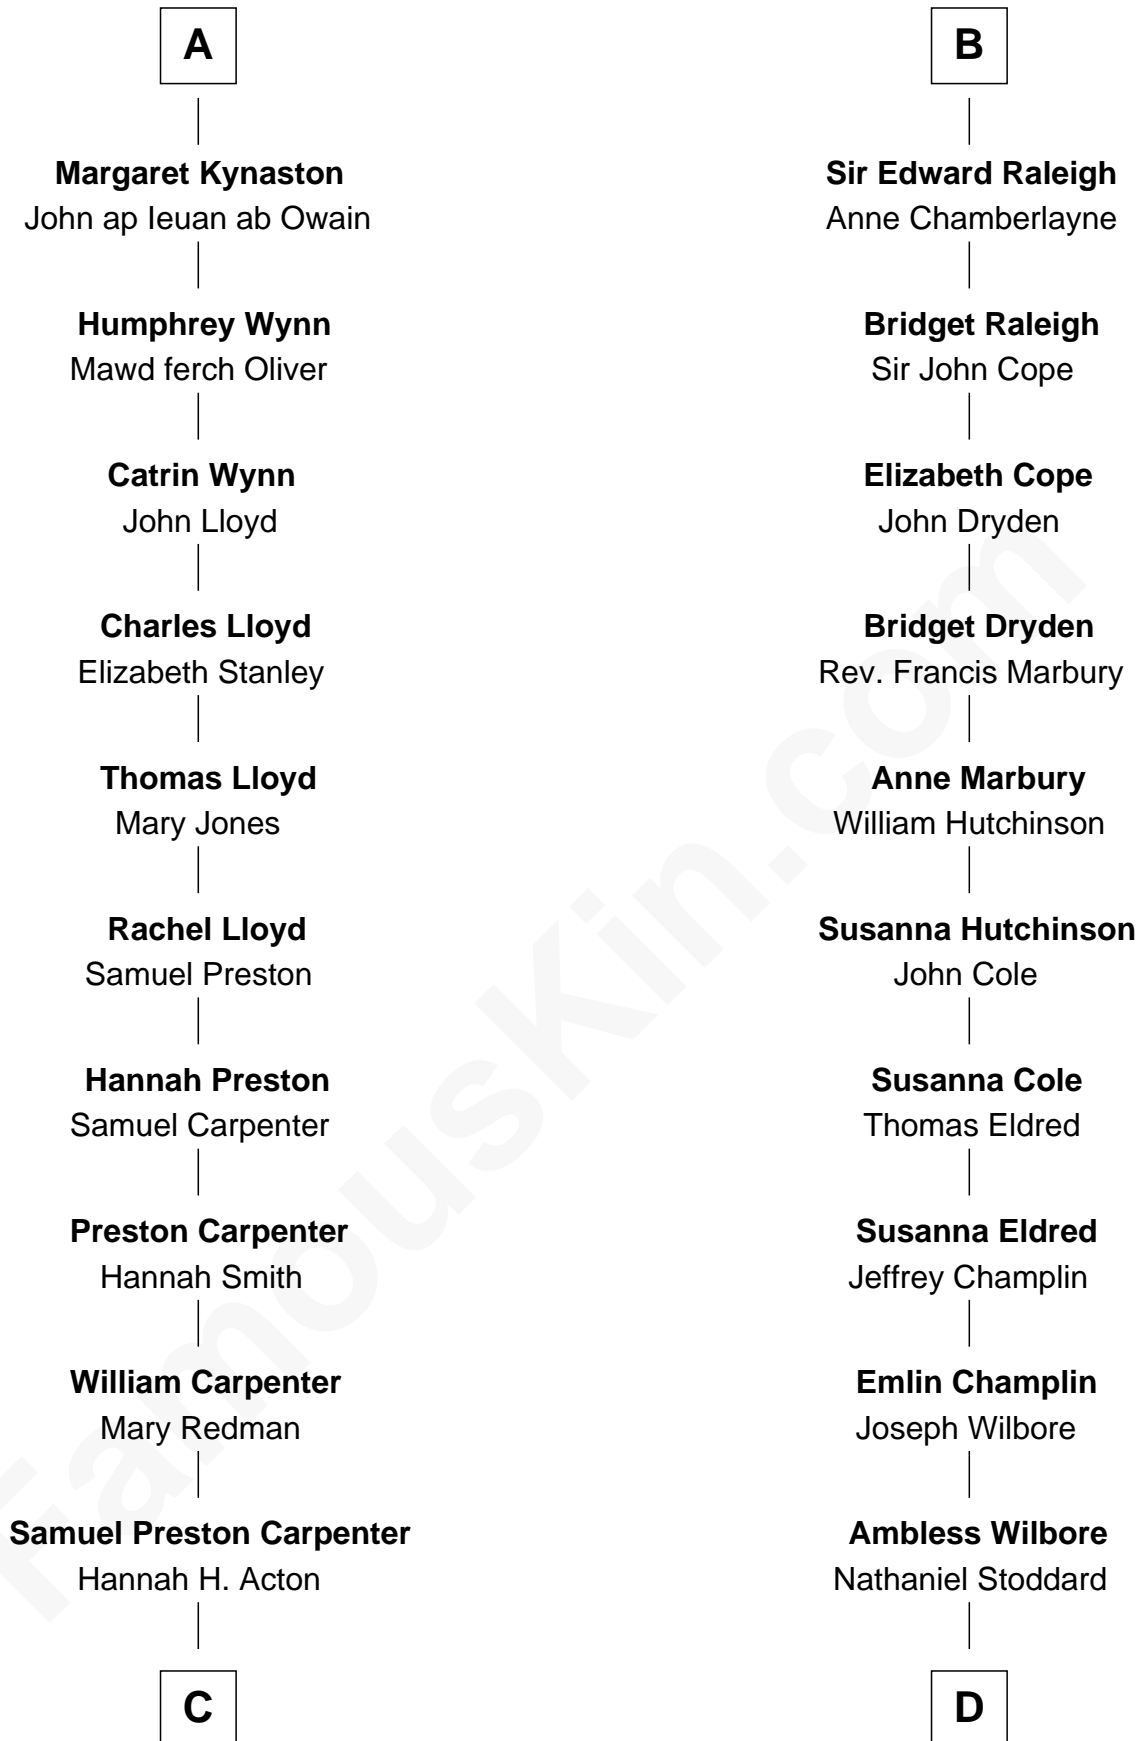 A
Margaret Kynaston
John ap Ieuan ab Owain
Humphrey Wynn
Mawd ferch Oliver
Catrin Wynn
John Lloyd
Charles Lloyd
Elizabeth Stanley
Thomas Lloyd
Mary Jones
Rachel Lloyd
Samuel Preston
Hannah Preston
Samuel Carpenter
Preston Carpenter
Hannah Smith
William Carpenter
Mary Redman
Samuel Preston Carpenter
Hannah H. Acton
C
B
Sir Edward Raleigh
Anne Chamberlayne
Bridget Raleigh
Sir John Cope
Elizabeth Cope
John Dryden
Bridget Dryden
Rev. Francis Marbury
Anne Marbury
William Hutchinson
Susanna Hutchinson
John Cole
Susanna Cole
Thomas Eldred
Susanna Eldred
Jeffrey Champlin
Emlin Champlin
Joseph Wilbore
Ambless Wilbore
Nathaniel Stoddard
D
FamousKin.com